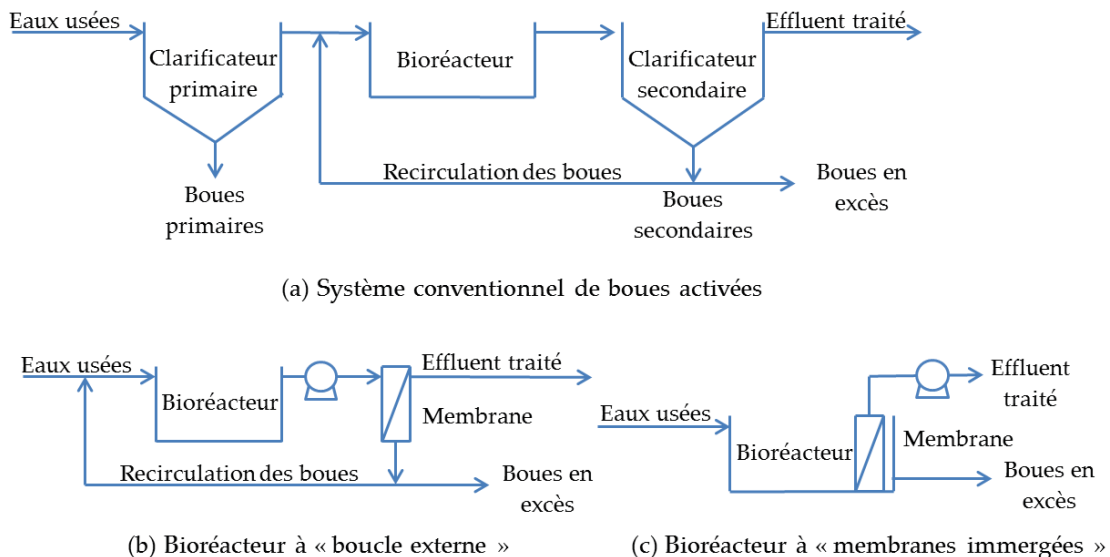 Eaux usées
Effluent traité
Clarificateur
primaire
Bioréacteur
Clarificateur
secondaire
Recirculation des boues
Boues en
excès
Boues
primaires
Boues
secondaires
(a) Système conventionnel de boues activées
Eaux usées
Effluent traité
Bioréacteur
Membrane
Recirculation des boues
Boues en
excès
(b) Bioréacteur à « boucle externe »
Effluent
traité
Eaux usées
Bioréacteur
Membrane
Boues en
excès
(c) Bioréacteur à « membranes immergées »